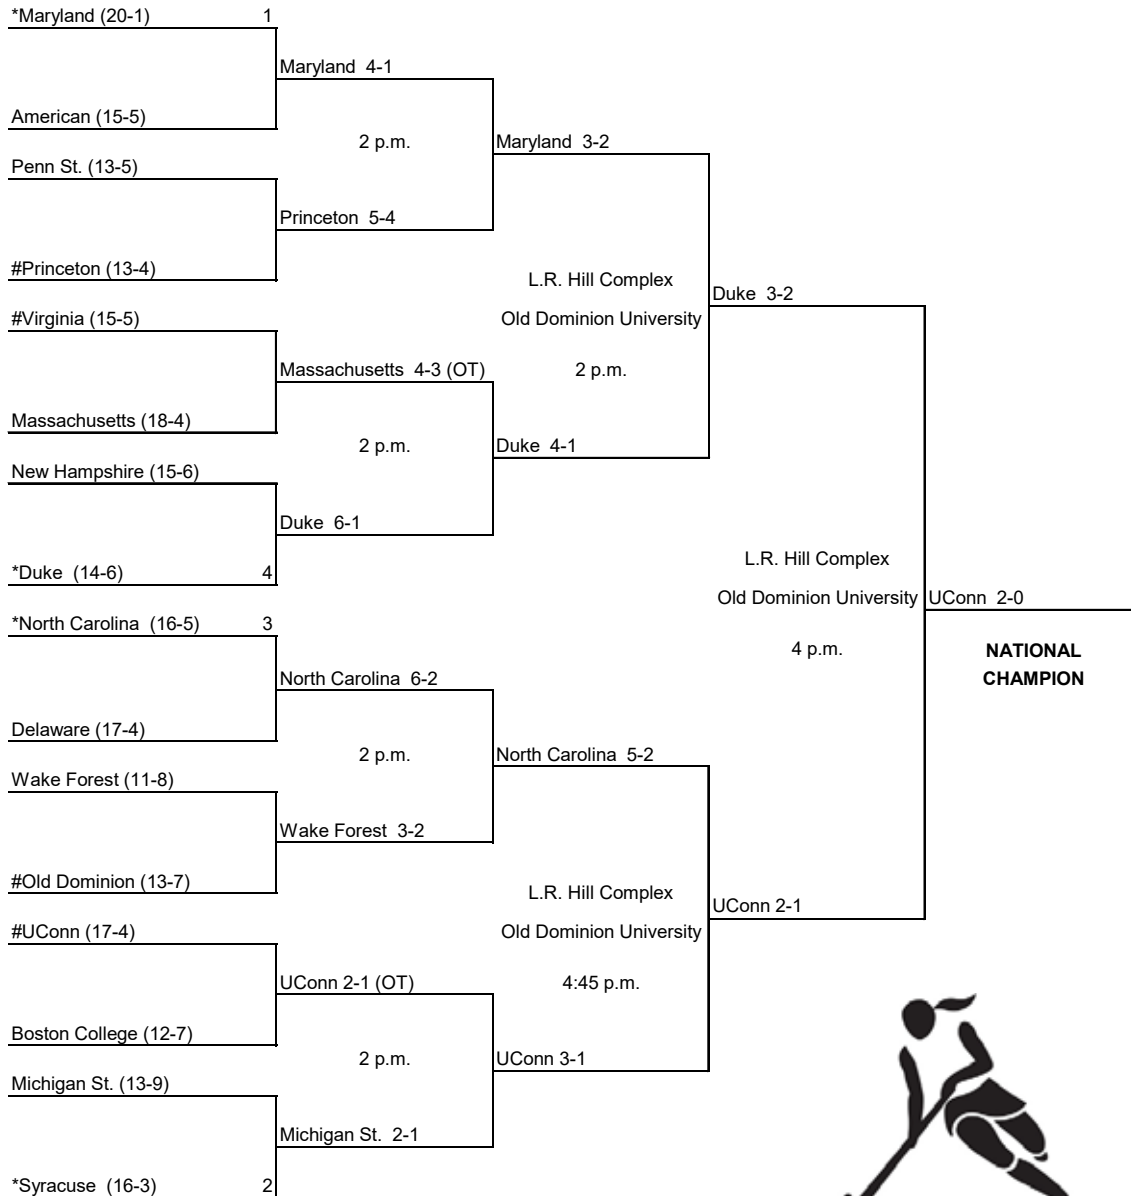 *Maryland (20-1) 1
Maryland 4-1
American (15-5)
2 p.m.
Maryland 3-2
Penn St. (13-5)
Princeton 5-4
#Princeton (13-4)
L.R. Hill Complex
Duke 3-2
#Virginia (15-5)
Old Dominion University
Massachusetts 4-3 (OT)
2 p.m.
Massachusetts (18-4)
2 p.m.
Duke 4-1
New Hampshire (15-6)
Duke 6-1
*Duke (14-6) 4
L.R. Hill Complex
Old Dominion University
UConn 2-0
*North Carolina (16-5) 3
4 p.m.
NATIONAL
CHAMPION
North Carolina 6-2
Delaware (17-4)
2 p.m.
North Carolina 5-2
Wake Forest (11-8)
Wake Forest 3-2
#Old Dominion (13-7)
L.R. Hill Complex
UConn 2-1
#UConn (17-4)
Old Dominion University
UConn 2-1 (OT)
4:45 p.m.
Boston College (12-7)
2 p.m.
UConn 3-1
Michigan St. (13-9)
Michigan St. 2-1
*Syracuse (16-3) 2